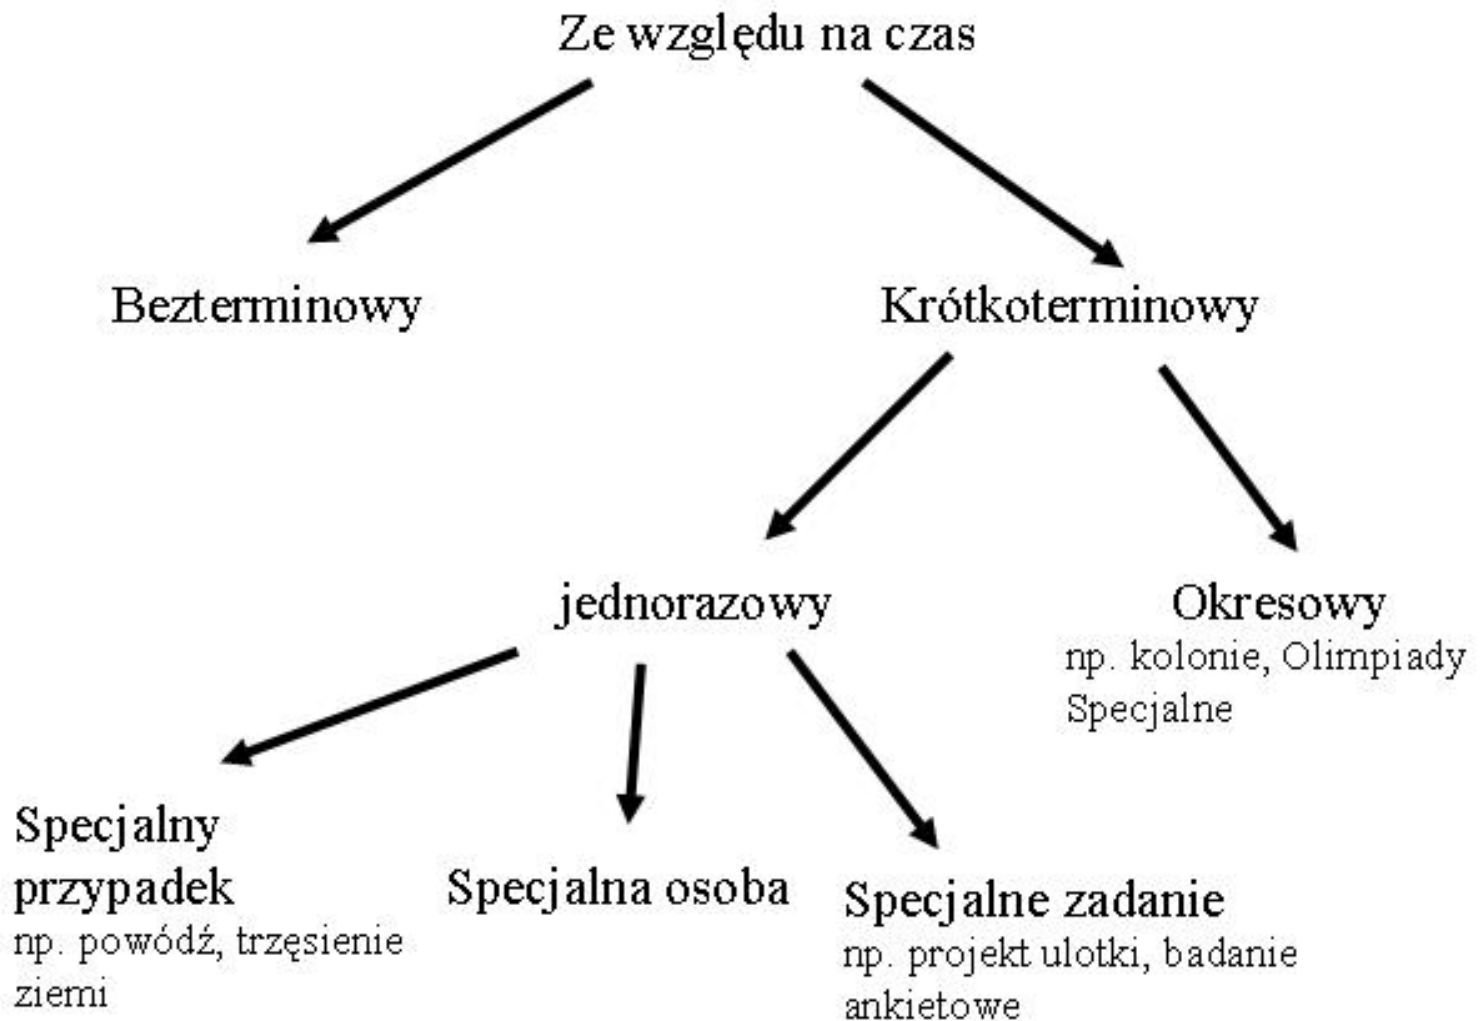 Ze względu na czas
Bezterminowy
Krótkoterminowy
jednorazowy
Okresowy
np. kolonie, Olimpiady
Specjalne
Specjalny
przypadek
np. powódź, trzęsienie
ziemi
Specjalna osoba
Specjalne zadanie
np. projekt ulotki, badanie
ankietowe